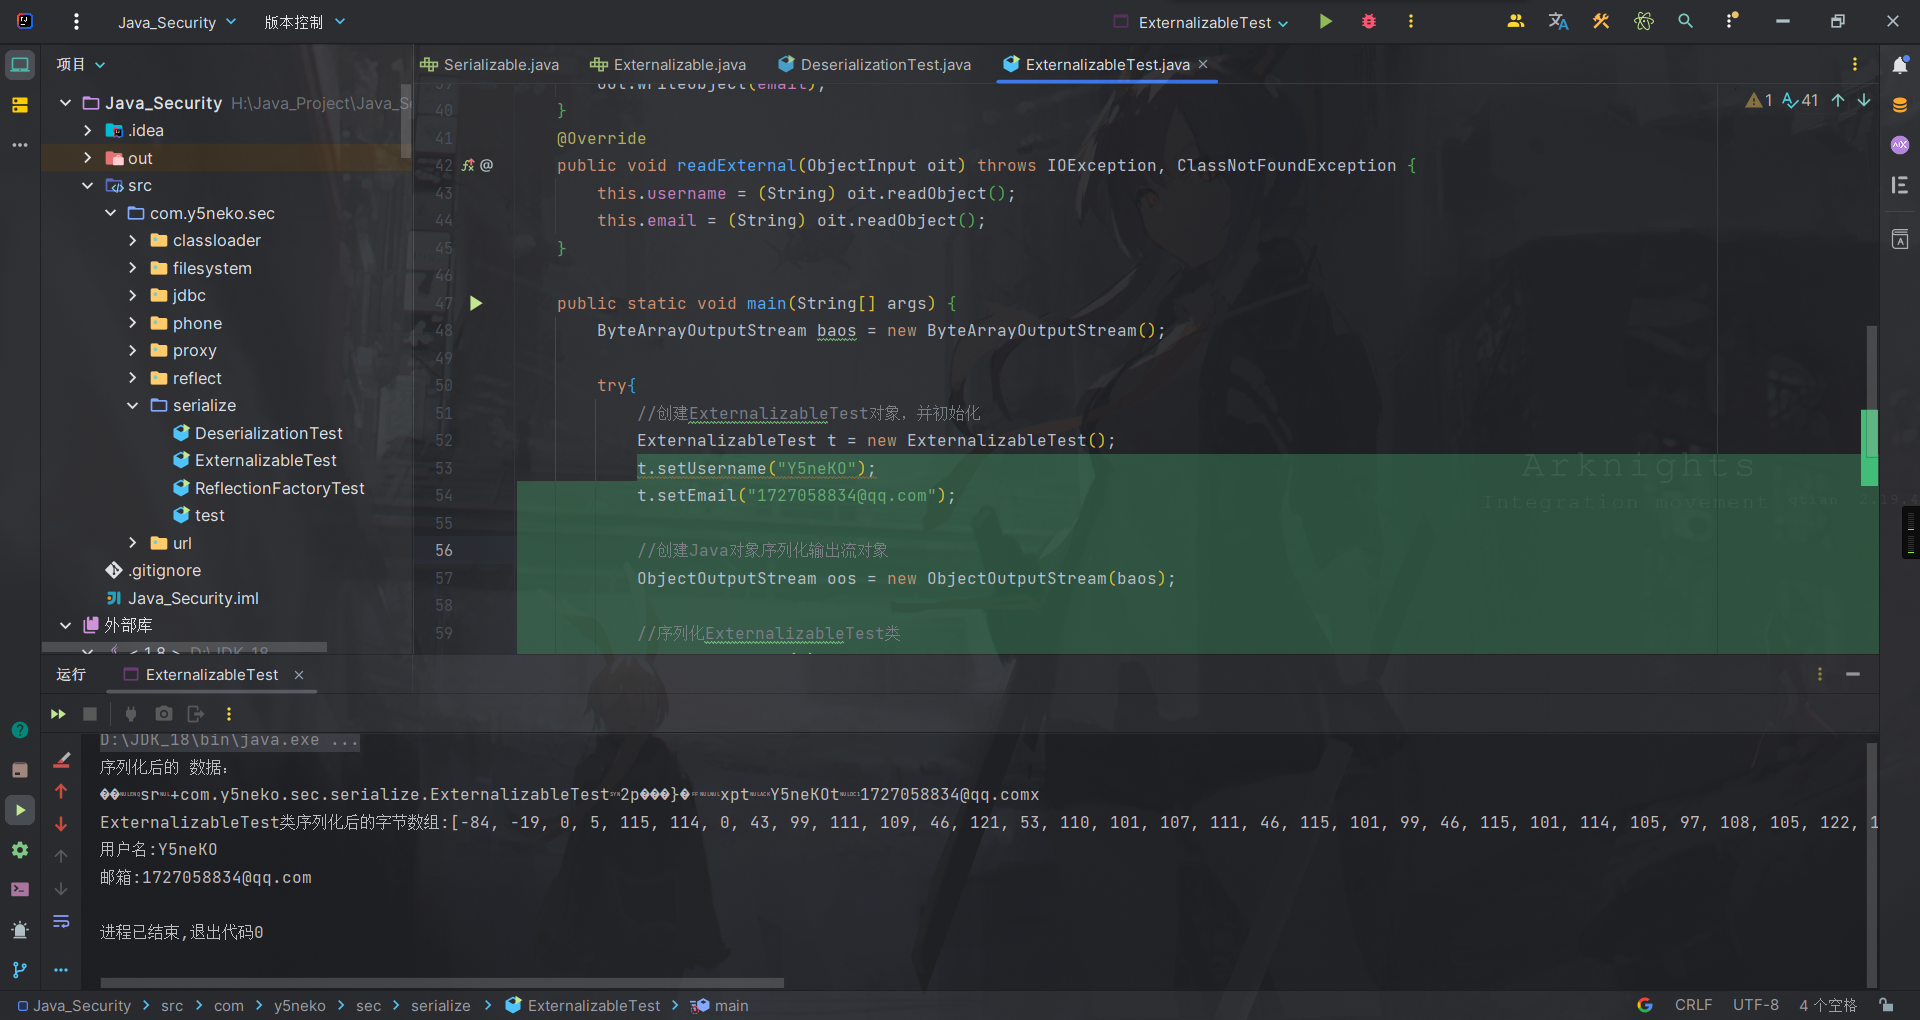 Java_Security 版本控制 ExternalizableTest
项目
Serializable.java Externalizable.java DeserializationTest.java ExternalizableTest.java
Java_Security H:\Java_Project\Java_S
.idea
out
src
com.y5neko.sec
classloader
filesystem
jdbc
phone
proxy
reflect
serialize
DeserializationTest
ExternalizableTest
ReflectionFactoryTest
test
url
.gitignore
Java_Security.iml
外部库
< 1.8 > D:\JDK_18
1 41
39 out.writeObject(email);
40 }
41 @Override
42 @ public void readExternal(ObjectInput oit) throws IOException, ClassNotFoundException {
43 this.username = (String) oit.readObject();
44 this.email = (String) oit.readObject();
45 }
46
47 public static void main(String[] args) {
48 ByteArrayOutputStream baos = new ByteArrayOutputStream();
49
50 try{
51 //创建ExternalizableTest对象，并初始化
52 ExternalizableTest t = new ExternalizableTest();
53 t.setUsername("Y5neKO");
54 t.setEmail("1727058834@qq.com");
55
56 //创建Java对象序列化输出流对象
57 ObjectOutputStream oos = new ObjectOutputStream(baos);
58
59 //序列化ExternalizableTest类
Arknights
Integration movement
运行 ExternalizableTest
D:\JDK_18\bin\java.exe ...
序列化后的 数据：
��NULENQsrNUL+com.y5neko.sec.serialize.ExternalizableTestSYN2p���}�FFNULNULxptNULACKY5neKOtNULDC11727058834@qq.comx
ExternalizableTest类序列化后的字节数组:[-84, -19, 0, 5, 115, 114, 0, 43, 99, 111, 109, 46, 121, 53, 110, 101, 107, 111, 46, 115, 101, 99, 46, 115, 101, 114, 105, 97, 108, 105, 122, 1
用户名:Y5neKO
邮箱:1727058834@qq.com
进程已结束,退出代码0
Java_Security > src > com > y5neko > sec > serialize > ExternalizableTest > main CRLF UTF-8 4 个空格